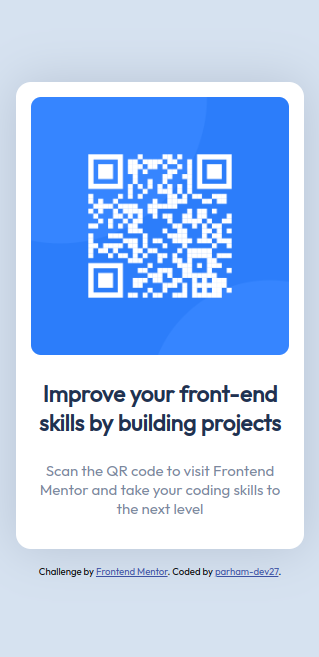 Improve your front-end
skills by building projects
Scan the QR code to visit Frontend
Mentor and take your coding skills to
the next level
Challenge by Frontend Mentor. Coded by parham-dev27.